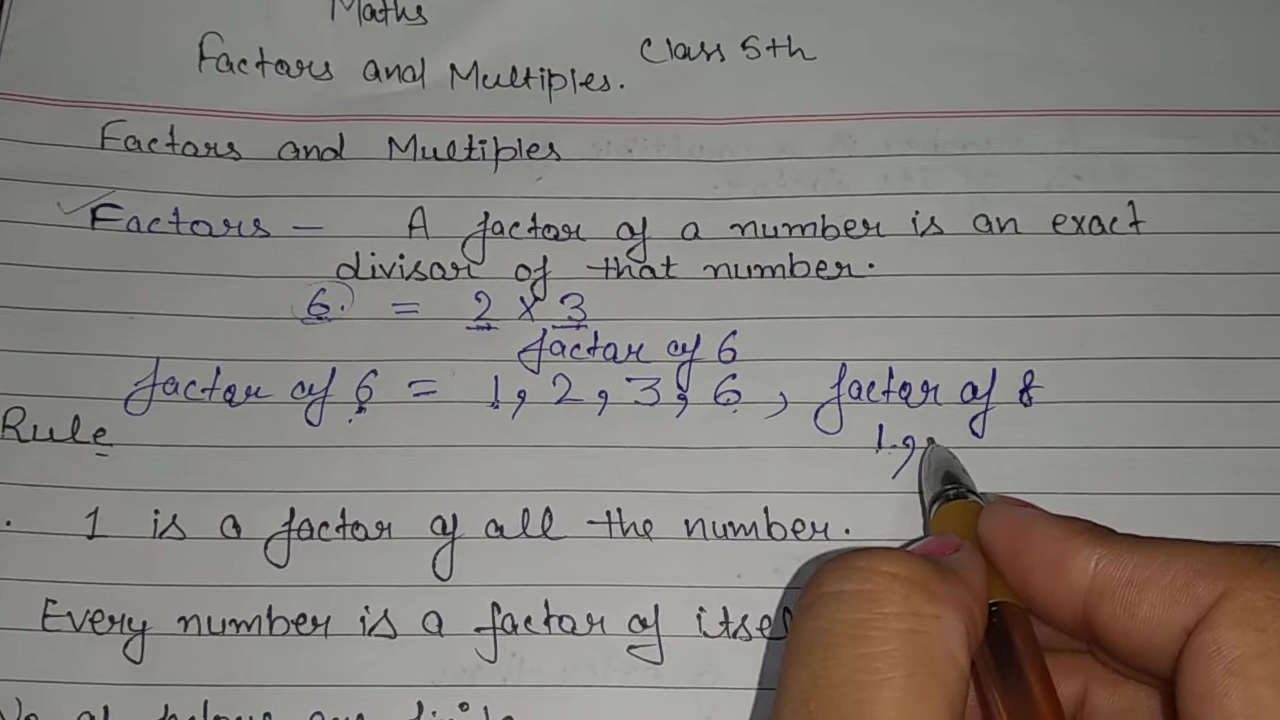 Maths
Factors and Multiples. Class 5th
Factors and Multiples
Factors - A factor of a number is an exact
divisor of that number.
6. = 2 x 3
factor of 6
factor of 6 = 1, 2, 3, 6, factor of 8
1,
Rule
1 is a factor of all the number.
Every number is a factor of itse